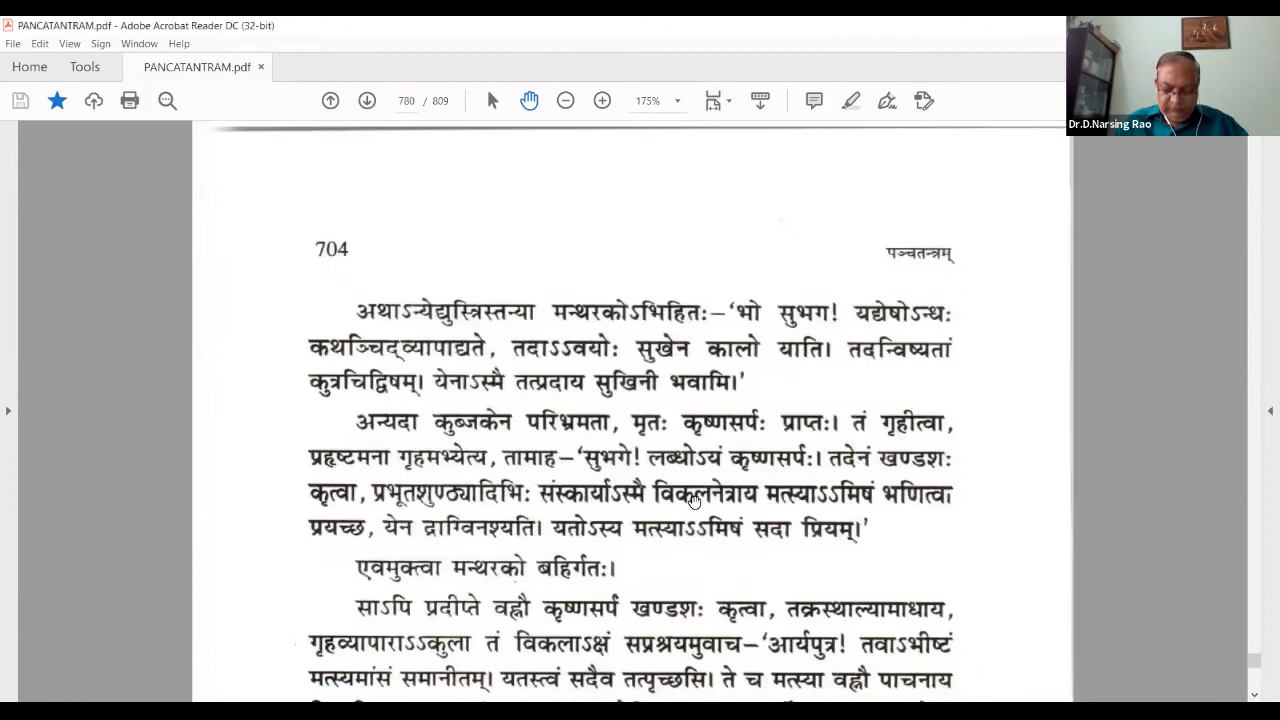 PANCATANTRAM.pdf - Adobe Acrobat Reader DC (32-bit)
File Edit View Sign Window Help
Home Tools PANCATANTRAM.pdf ×
780 / 809 175%
Dr.D.Narsing Rao
704 पञ्चतन्त्रम्
अथाऽन्येद्युस्त्रिस्तन्या मन्थरकोऽभिहितः–‘भो सुभग! यद्येषोऽन्धः
कथञ्चिद्व्यापाद्यते, तदाऽऽवयोः सुखेन कालो याति। तदन्विष्यतां
कुत्रचिद्विषम्। येनाऽस्मै तत्प्रदाय सुखिनी भवामि।’
अन्यदा कुब्जकेन परिभ्रमता, मृतः कृष्णसर्पः प्राप्तः। तं गृहीत्वा,
प्रहृष्टमना गृहमभ्येत्य, तामाह–‘सुभगे! लब्धोऽयं कृष्णसर्पः। तदेनं खण्डशः
कृत्वा, प्रभूतशुण्ठ्यादिभिः संस्कार्याऽस्मै विकलनेत्राय मत्स्याऽऽमिषं भणित्वा
प्रयच्छ, येन द्राग्विनश्यति। यतोऽस्य मत्स्याऽऽमिषं सदा प्रियम्।’
एवमुक्त्वा मन्थरको बहिर्गतः।
साऽपि प्रदीप्ते वह्नौ कृष्णसर्पं खण्डशः कृत्वा, तक्रस्थाल्यामाधाय,
गृहव्यापाराऽऽकुला तं विकलाऽक्षं सप्रश्रयमुवाच–‘आर्यपुत्र! तवाऽभीष्टं
मत्स्यमांसं समानीतम्। यतस्त्वं सदैव तत्पृच्छसि। ते च मत्स्या वह्नौ पाचनाय